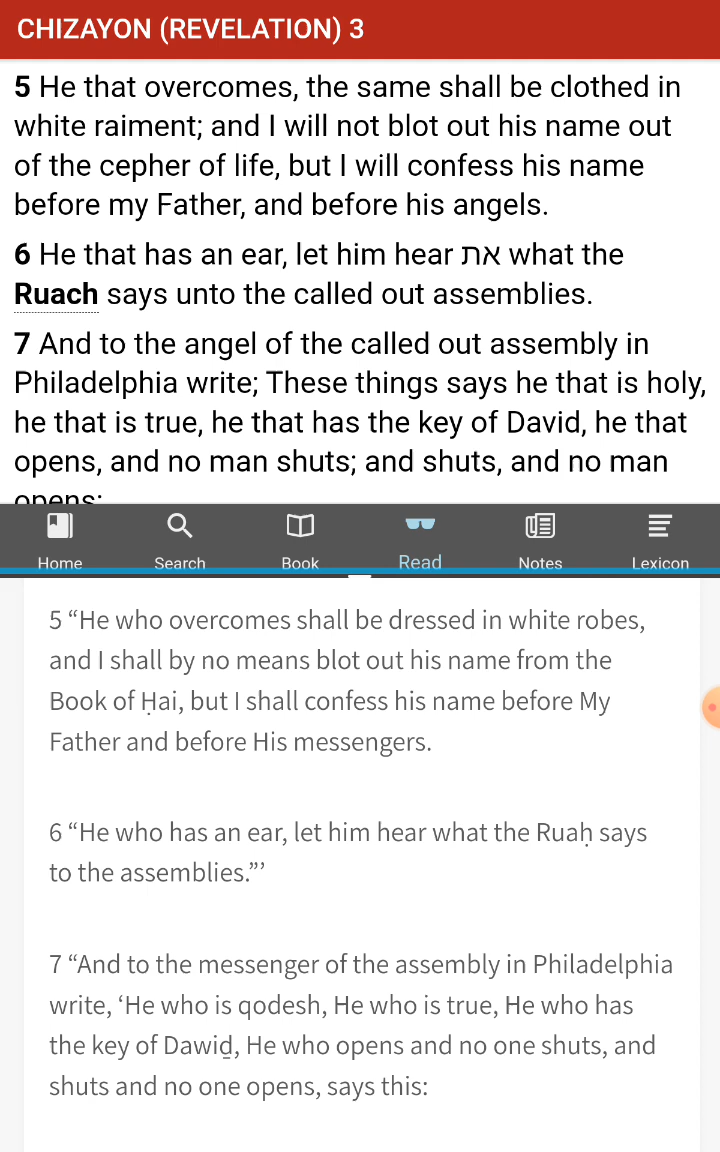 CHIZAYON (REVELATION) 3
5 He that overcomes, the same shall be clothed in
white raiment; and I will not blot out his name out
of the cepher of life, but I will confess his name
before my Father, and before his angels.
6 He that has an ear, let him hear את what the
Ruach says unto the called out assemblies.
7 And to the angel of the called out assembly in
Philadelphia write; These things says he that is holy,
he that is true, he that has the key of David, he that
opens, and no man shuts; and shuts, and no man
opens;
Home Search Book Read Notes Lexicon
5 “He who overcomes shall be dressed in white robes,
and I shall by no means blot out his name from the
Book of Ḥai, but I shall confess his name before My
Father and before His messengers.
6 “He who has an ear, let him hear what the Ruaḥ says
to the assemblies.”’
7 “And to the messenger of the assembly in Philadelphia
write, ‘He who is qodesh, He who is true, He who has
the key of Dawiḏ, He who opens and no one shuts, and
shuts and no one opens, says this: